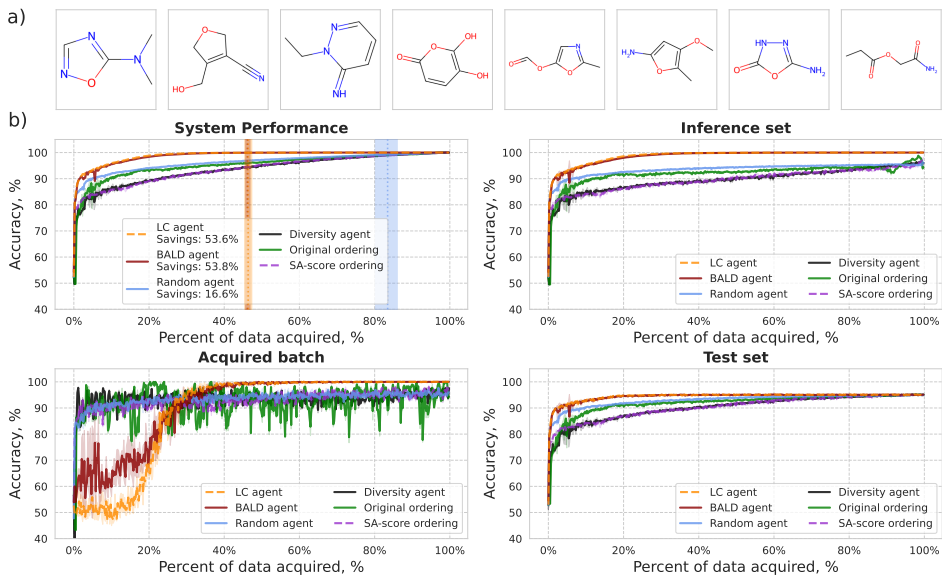 a)
N
N
O
N
O
HO
N
N
N
NH
O
O
OH
OH
O
O
O
N
H₂N
O
O
HN
N
O
O
NH₂
O
O
O
NH₂
b)
System Performance
Accuracy, %
100
90
80
70
60
50
40
LC agent
Savings: 53.6%
BALD agent
Savings: 53.8%
Random agent
Savings: 16.6%
Diversity agent
Original ordering
SA-score ordering
0% 20% 40% 60% 80% 100%
Percent of data acquired, %
Inference set
Accuracy, %
100
90
80
70
60
50
40
LC agent
BALD agent
Random agent
Diversity agent
Original ordering
SA-score ordering
0% 20% 40% 60% 80% 100%
Percent of data acquired, %
Acquired batch
Accuracy, %
100
90
80
70
60
50
40
LC agent
BALD agent
Random agent
Diversity agent
Original ordering
SA-score ordering
0% 20% 40% 60% 80% 100%
Percent of data acquired, %
Test set
Accuracy, %
100
90
80
70
60
50
40
LC agent
BALD agent
Random agent
Diversity agent
Original ordering
SA-score ordering
0% 20% 40% 60% 80% 100%
Percent of data acquired, %